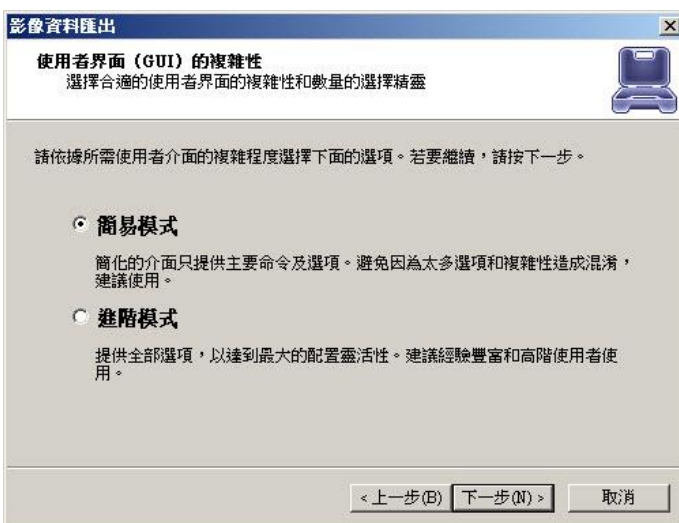 影像資料匯出
使用者界面（GUI）的複雜性
選擇合適的使用者界面的複雜性和數量的選擇精靈
請依據所需使用者介面的複雜程度選擇下面的選項。若要繼續，請按下一步。
簡易模式
簡化的介面只提供主要命令及選項。避免因為太多選項和複雜性造成混淆，
建議使用。
進階模式
提供全部選項，以達到最大的配置靈活性。建議經驗豐富和高階使用者使
用。
<上一步(B) 下一步(N)> 取消